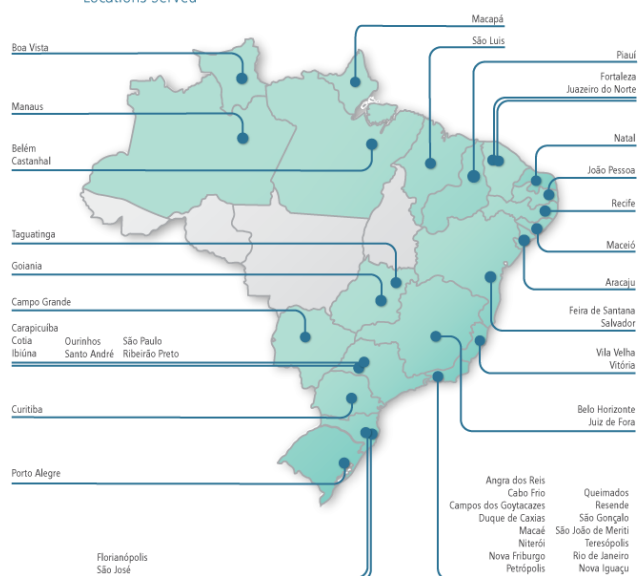 Locations Served
Macapá
São Luis
Boa Vista
Piauí
Fortaleza
Juazeiro do Norte
Manaus
Natal
Belém
Castanhal
João Pessoa
Recife
Taguatinga
Maceió
Goiania
Aracaju
Campo Grande
Feira de Santana
Salvador
Carapicuíba
Cotia
Ibiúna
Ourinhos
Santo André
São Paulo
Ribeirão Preto
Vila Velha
Vitória
Curitiba
Belo Horizonte
Juiz de Fora
Porto Alegre
Angra dos Reis
Cabo Frio
Campos dos Goytacazes
Duque de Caxias
Macaé
Niterói
Nova Friburgo
Petrópolis
Queimados
Resende
São Gonçalo
São João de Meriti
Teresópolis
Rio de Janeiro
Nova Iguaçu
Florianópolis
São José